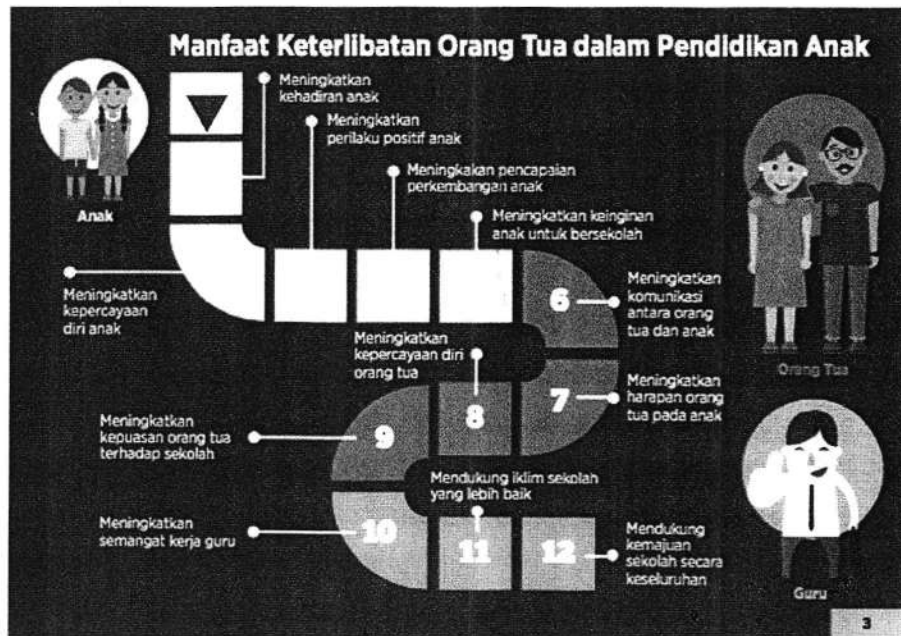 Manfaat Keterlibatan Orang Tua dalam Pendidikan Anak
Meningkatkan
kehadiran anak
Meningkatkan
perilaku positif anak
Meningkakan pencapaian
perkembangan anak
Meningkatkan keinginan
anak untuk bersekolah
Anak
Meningkatkan
kepercayaan
diri anak
6
Meningkatkan
komunikasi
antara orang
tua dan anak
Orang Tua
Meningkatkan
kepercayaan diri
orang tua
7
Meningkatkan
harapan orang
tua pada anak
8
9
Meningkatkan
kepuasan orang tua
terhadap sekolah
Mendukung iklim sekolah
yang lebih baik
Meningkatkan
semangat kerja guru
10
11
12
Mendukung
kemajuan
sekolah secara
keseluruhan
Guru
3